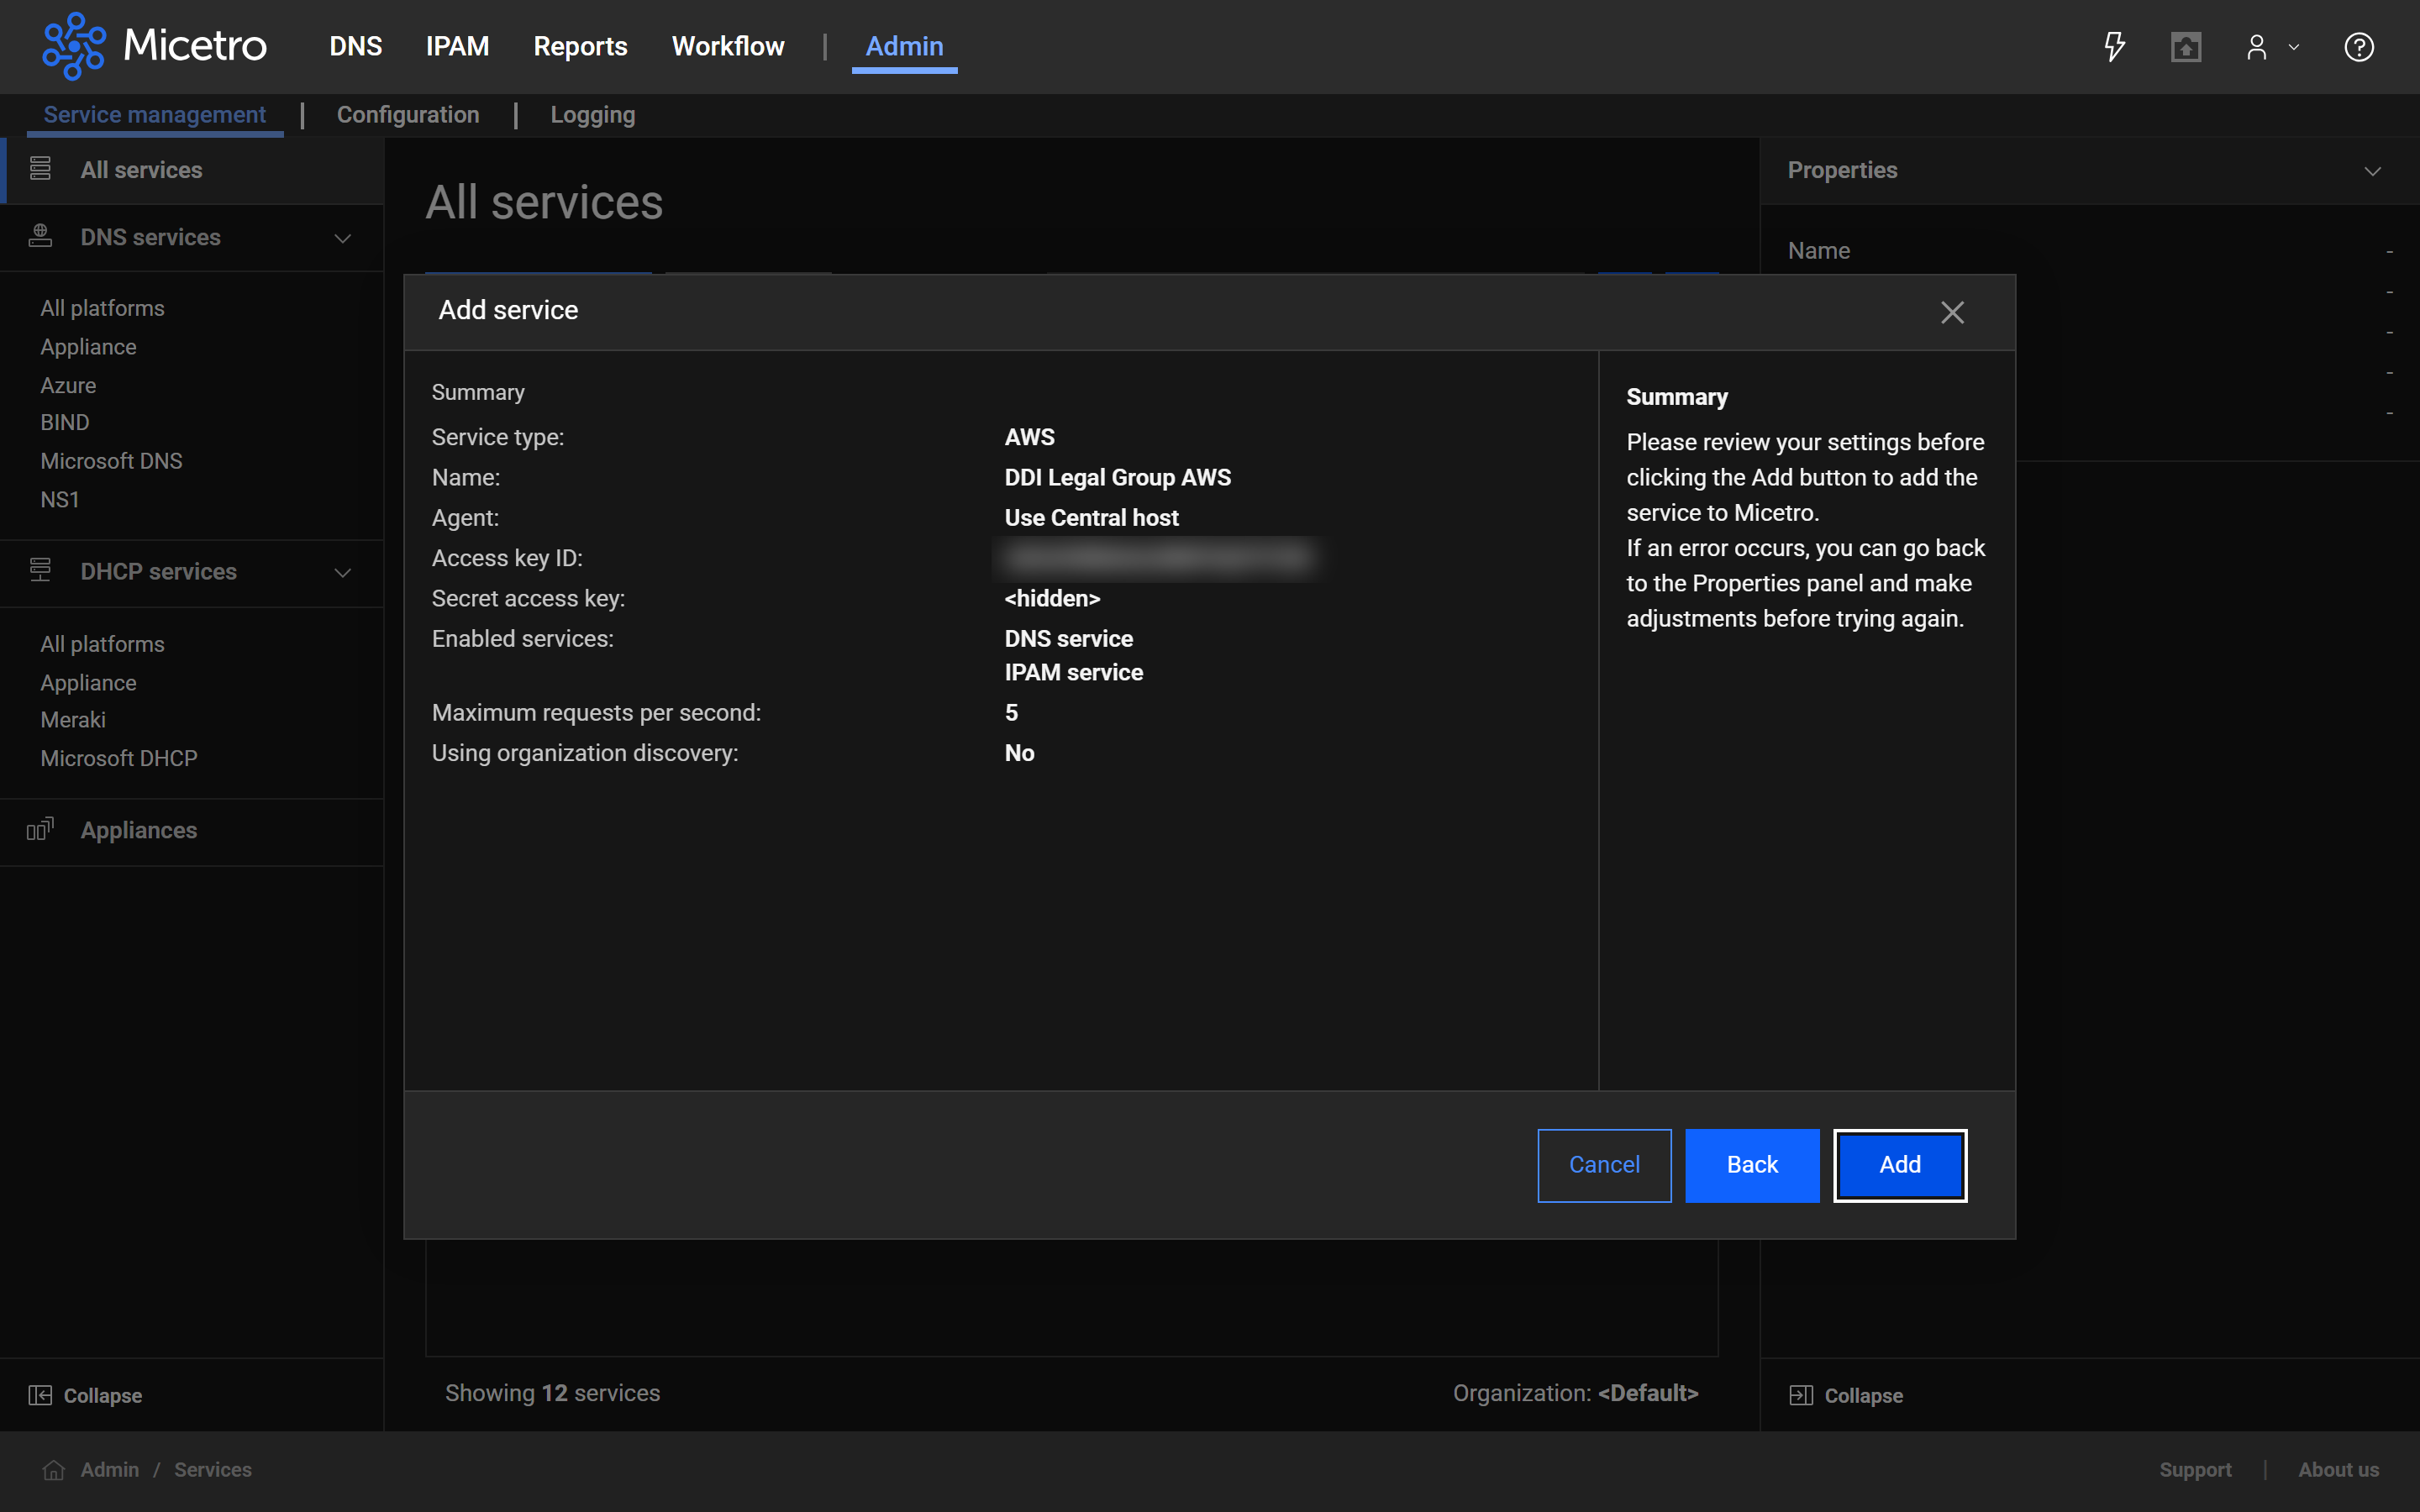 Micetro DNS IPAM Reports Workflow | Admin
Service management | Configuration | Logging
All services
DNS services
All platforms
Appliance
Azure
BIND
Microsoft DNS
NS1
DHCP services
All platforms
Appliance
Meraki
Microsoft DHCP
Appliances
Collapse
All services
Properties
Name -
-
-
-
-
Add service
Summary
Service type: AWS
Name: DDI Legal Group AWS
Agent: Use Central host
Access key ID:
Secret access key: <hidden>
Enabled services: DNS service
IPAM service
Maximum requests per second: 5
Using organization discovery: No
Summary
Please review your settings before
clicking the Add button to add the
service to Micetro.
If an error occurs, you can go back
to the Properties panel and make
adjustments before trying again.
Cancel Back Add
Showing 12 services
Organization: <Default>
Collapse
Admin / Services
Support | About us